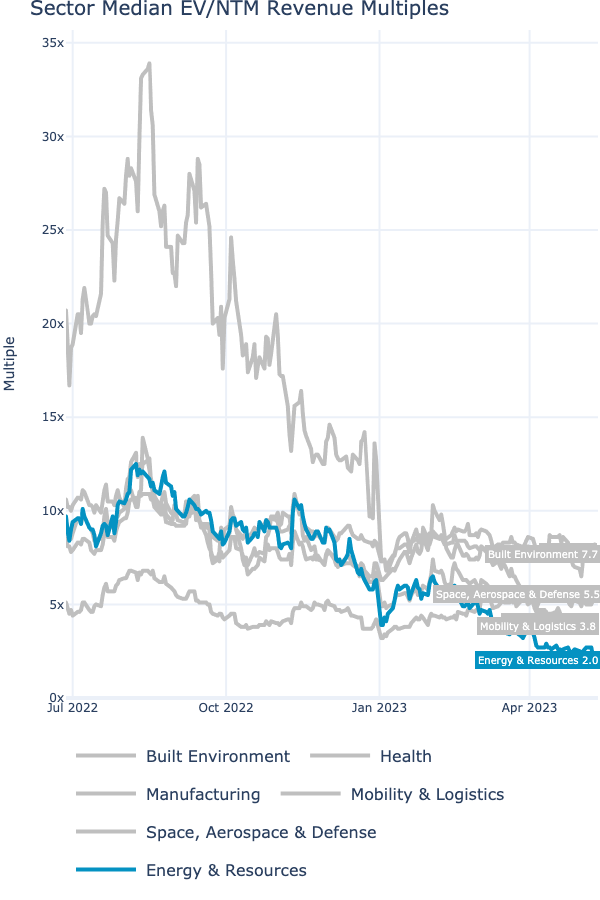 Sector Median EV/NTM Revenue Multiples
35x
30x
25x
20x
15x
10x
5x
0x
Multiple
Built Environment 7.7
Space, Aerospace & Defense 5.5
Mobility & Logistics 3.8
Energy & Resources 2.0
Jul 2022 Oct 2022 Jan 2023 Apr 2023
Built Environment Health
Manufacturing Mobility & Logistics
Space, Aerospace & Defense
Energy & Resources